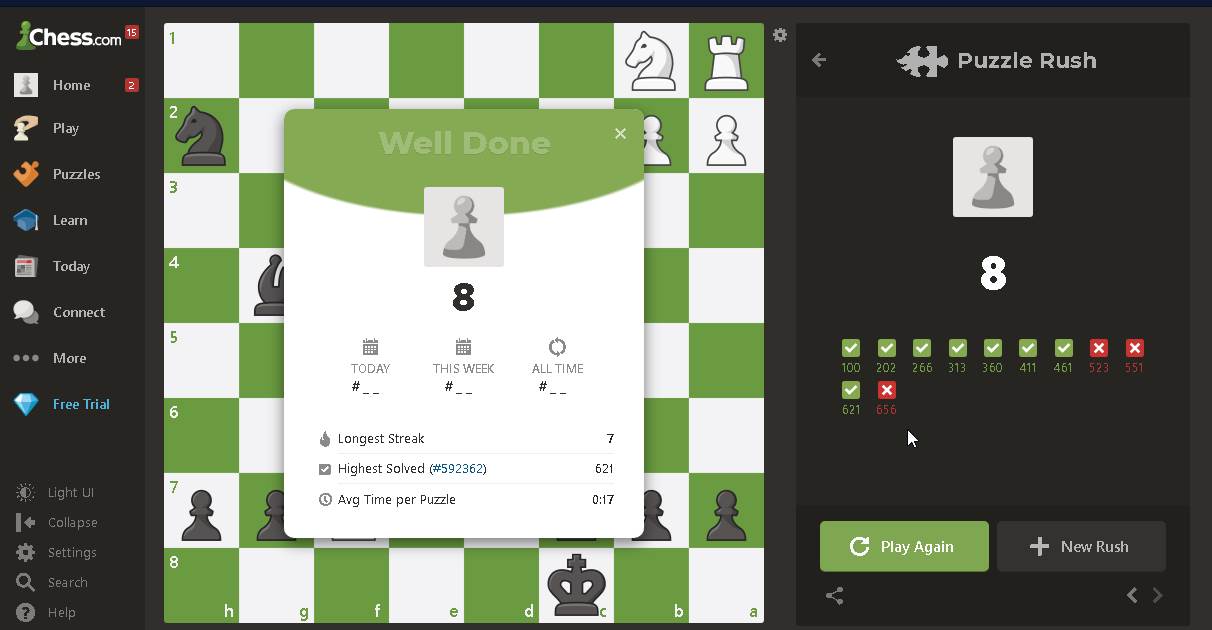 Chess.com 15
Home 2
Play
Puzzles
Learn
Today
Connect
More
Free Trial
Light UI
Collapse
Settings
Search
Help
1
2
3
4
5
6
7
8
h g f e d c b a
Well Done
8
TODAY THIS WEEK ALL TIME
#_ _ #_ _ #_ _
Longest Streak 7
Highest Solved (#592362) 621
Avg Time per Puzzle 0:17
Puzzle Rush
8
100 202 266 313 360 411 461 523 551
621 656
Play Again New Rush